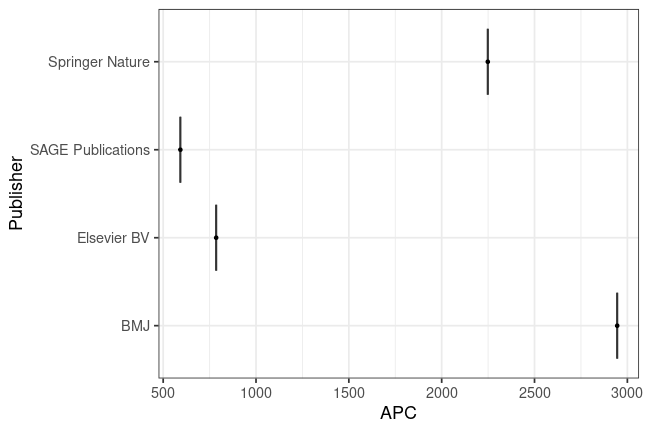 Publisher
Springer Nature
SAGE Publications
Elsevier BV
BMJ
500 1000 1500 2000 2500 3000
APC